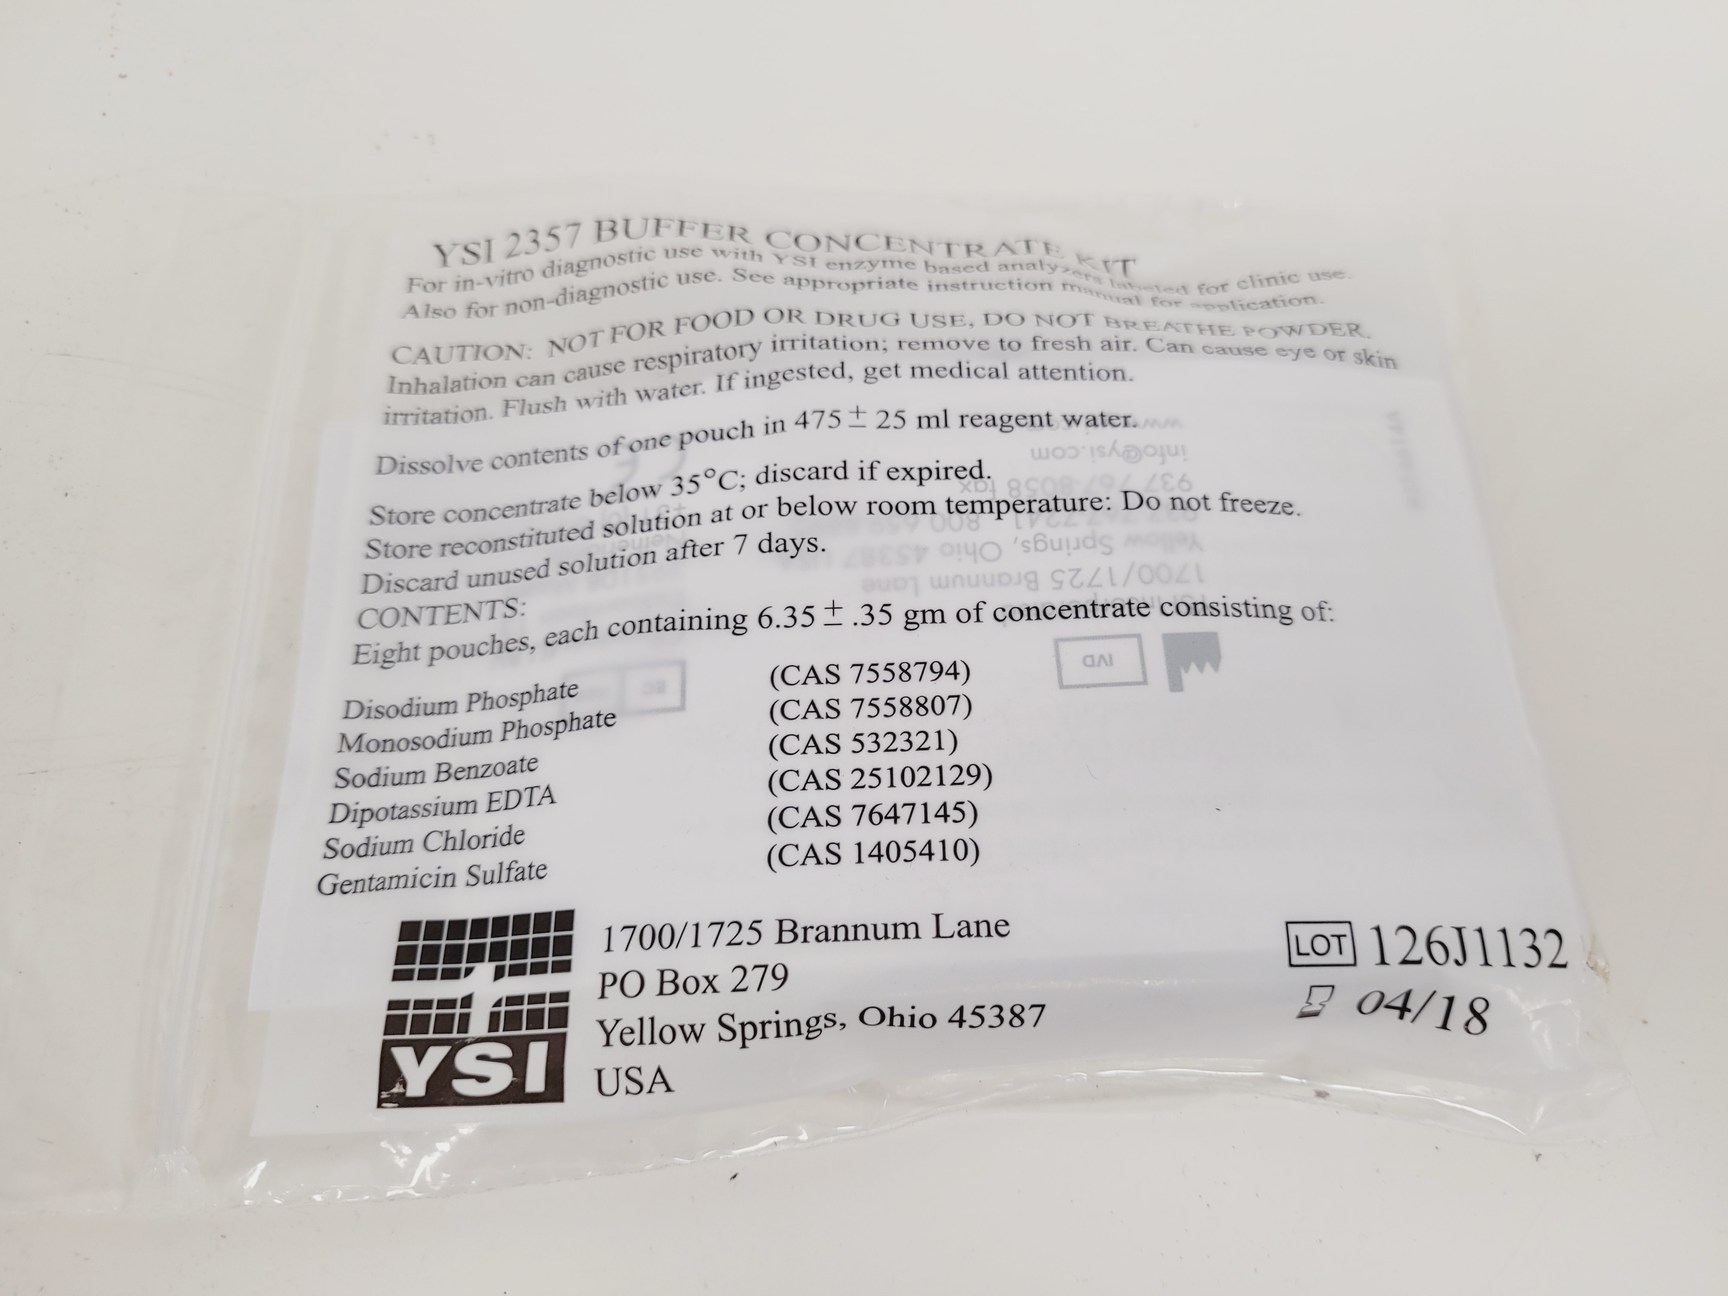 YSI 2357 BUFFER CONCENTRATE KIT
For in-vitro diagnostic use with YSI enzyme based analyzers labeled for clinic use.
Also for non-diagnostic use. See appropriate instruction manual for application.
CAUTION: NOT FOR FOOD OR DRUG USE, DO NOT BREATHE POWDER.
Inhalation can cause respiratory irritation; remove to fresh air. Can cause eye or skin
irritation. Flush with water. If ingested, get medical attention.
Dissolve contents of one pouch in 475 ± 25 ml reagent water.
Store concentrate below 35°C; discard if expired.
Store reconstituted solution at or below room temperature: Do not freeze.
Discard unused solution after 7 days.
CONTENTS:
Eight pouches, each containing 6.35 ± .35 gm of concentrate consisting of:
Disodium Phosphate (CAS 7558794)
Monosodium Phosphate (CAS 7558807)
Sodium Benzoate (CAS 532321)
Dipotassium EDTA (CAS 25102129)
Sodium Chloride (CAS 7647145)
Gentamicin Sulfate (CAS 1405410)
YSI
1700/1725 Brannum Lane
PO Box 279
Yellow Springs, Ohio 45387
USA
LOT 126J1132
04/18
info@ysi.com
1700/1725 Brannum Lane
IVD